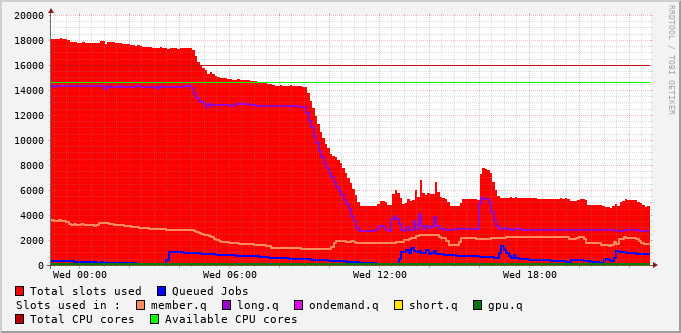 RRDTOOL / TOBI OETIKER
20000
18000
16000
14000
12000
10000
8000
6000
4000
2000
0
Wed 00:00 Wed 06:00 Wed 12:00 Wed 18:00
Total slots used Queued Jobs
Slots used in : member.q long.q ondemand.q short.q gpu.q
Total CPU cores Available CPU cores